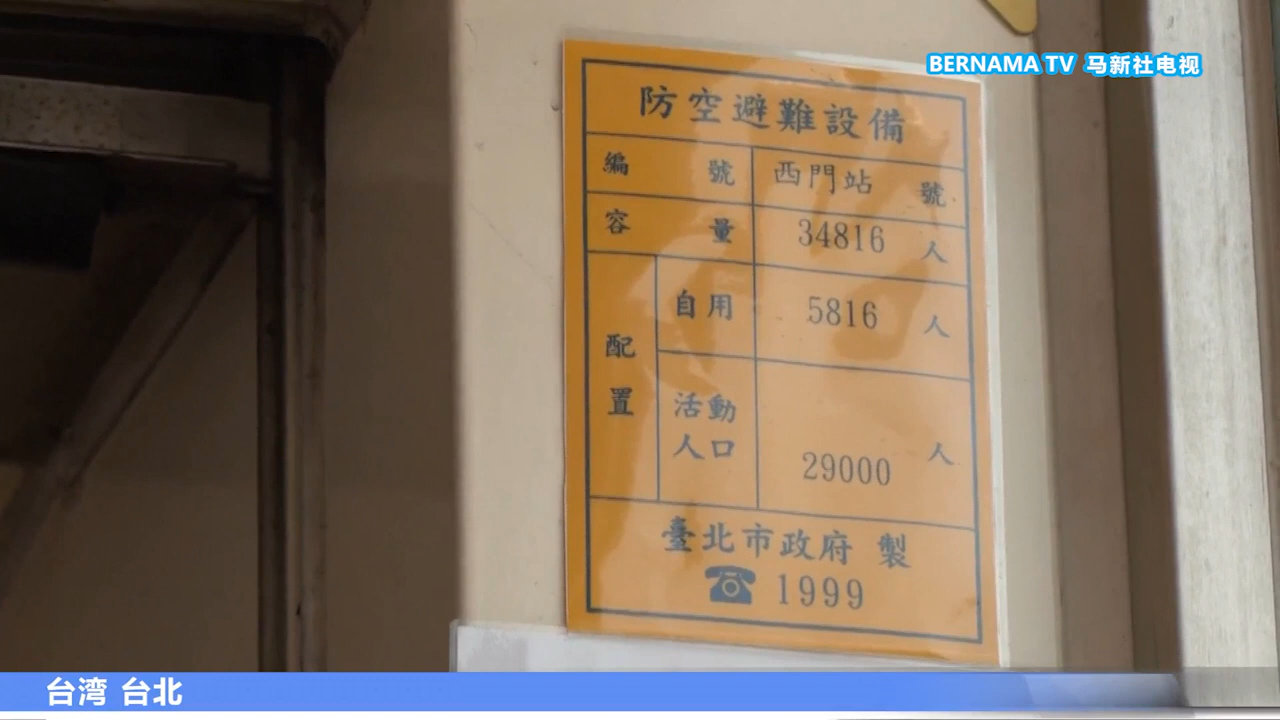 BERNAMA TV 马新社电视
防空避難設備
編號 西門站 號
容量 34816 人
配置 自用 5816 人
活動人口 29000 人
臺北市政府 製
☎ 1999
台湾 台北